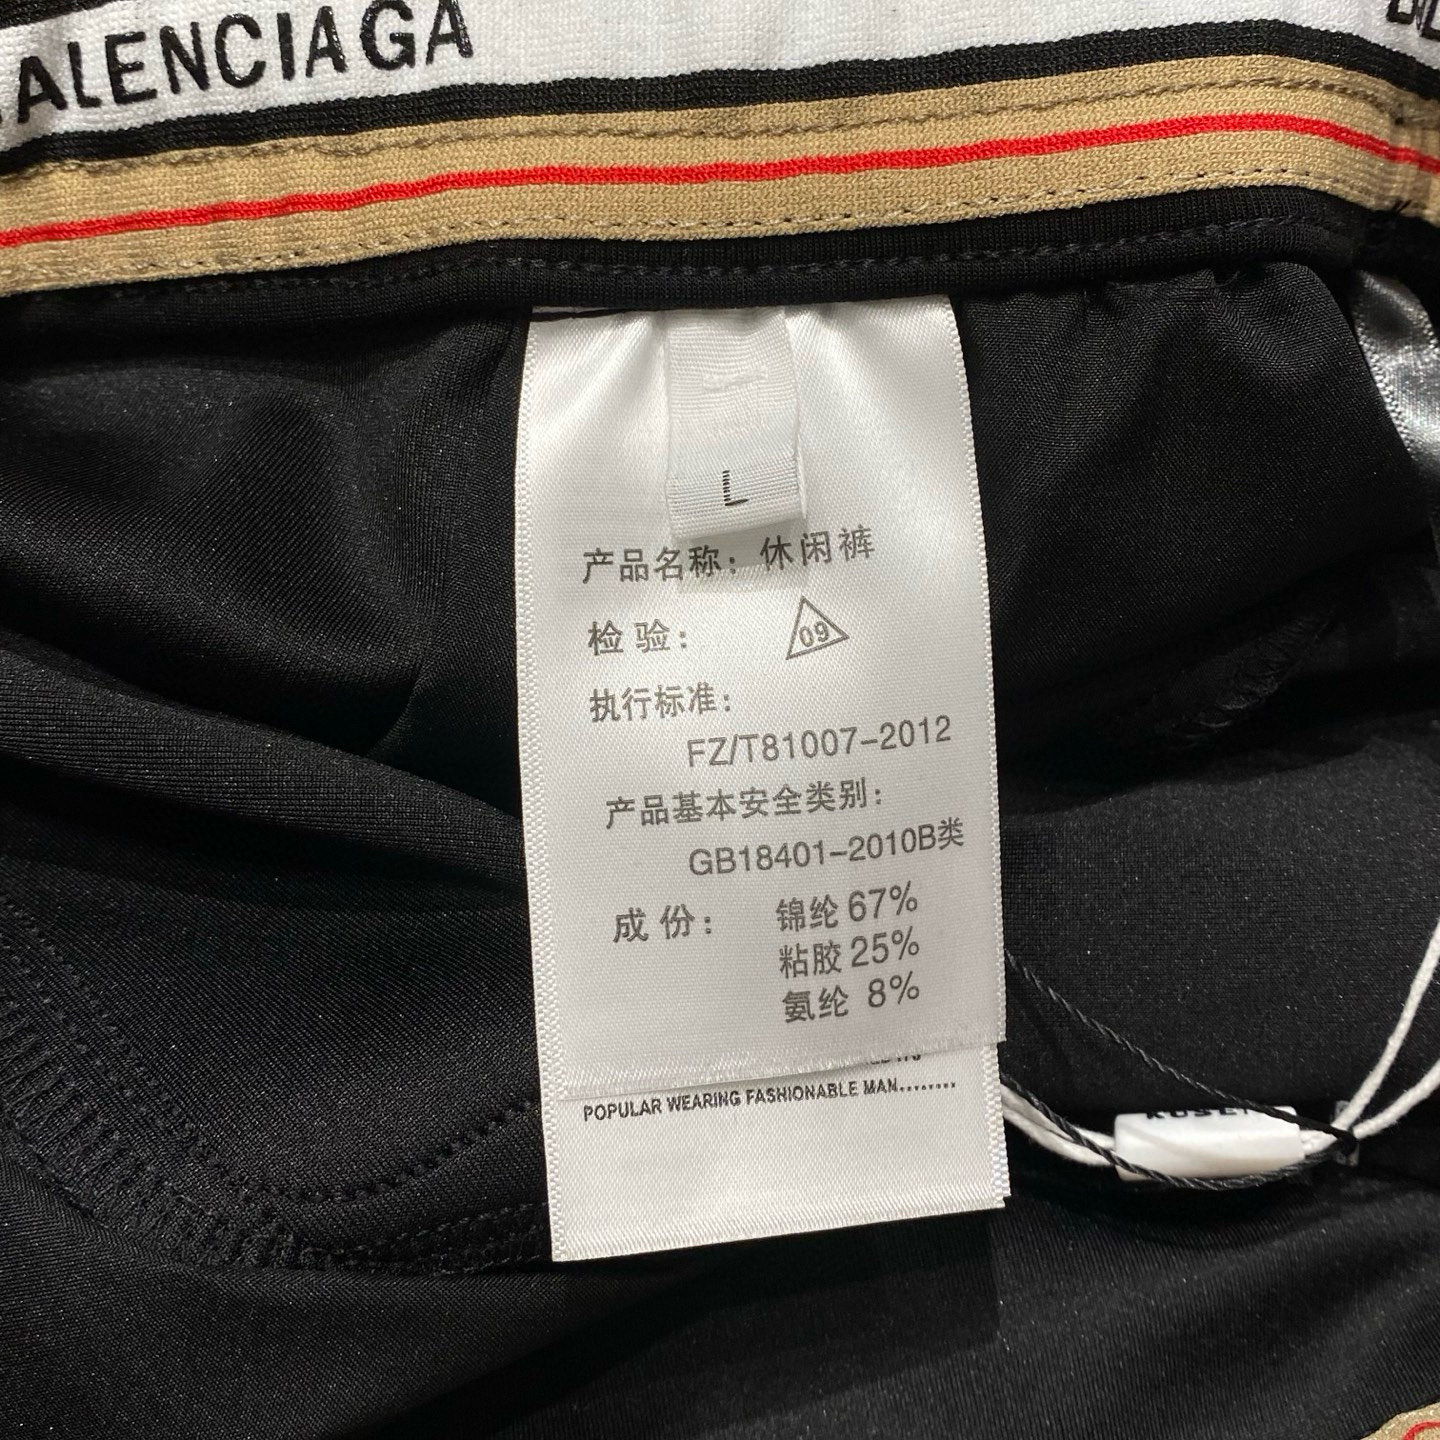 ALENCIAGA
L
产品名称：休闲裤
检验： 09
执行标准：
FZ/T81007-2012
产品基本安全类别：
GB18401-2010B类
成份： 锦纶 67%
粘胶 25%
氨纶 8%
POPULAR WEARING FASHIONABLE MAN........